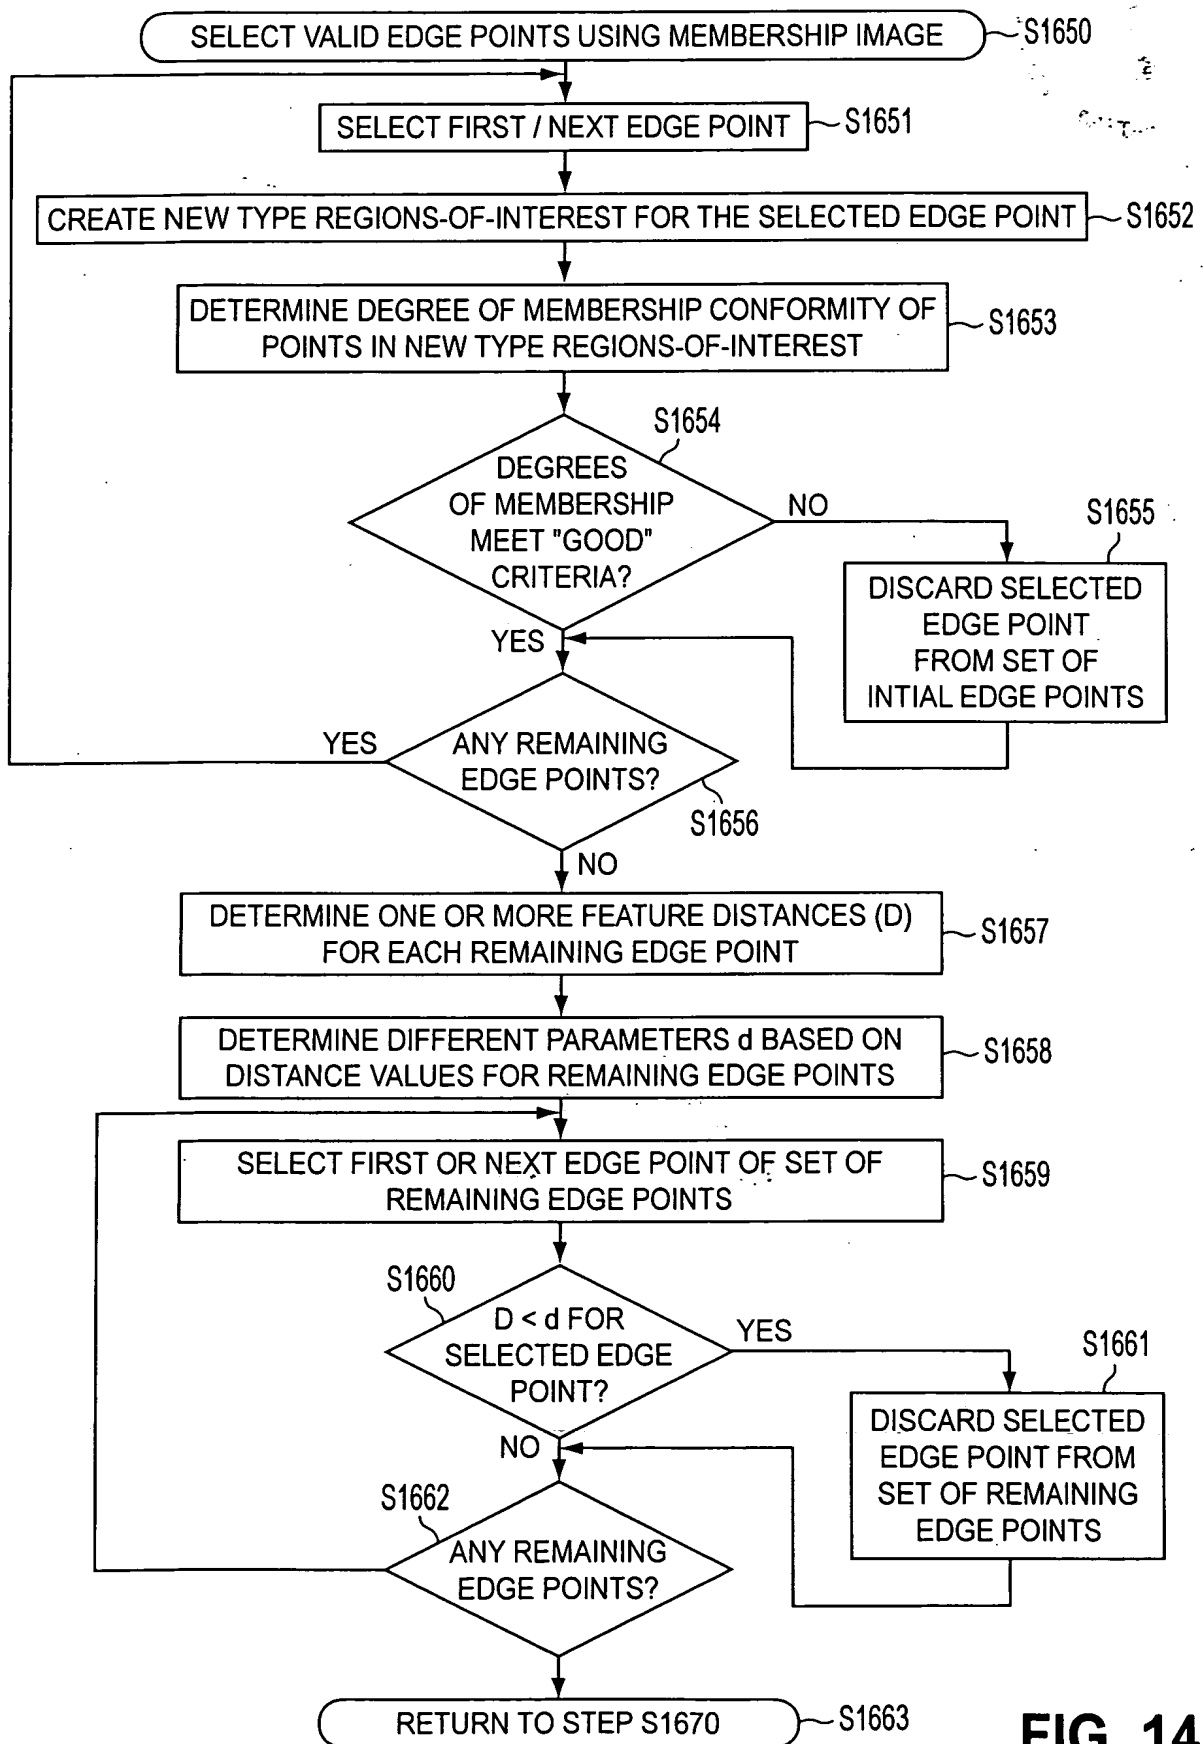 SELECT VALID EDGE POINTS USING MEMBERSHIP IMAGE
S1650
SELECT FIRST / NEXT EDGE POINT
S1651
CREATE NEW TYPE REGIONS-OF-INTEREST FOR THE SELECTED EDGE POINT
S1652
DETERMINE DEGREE OF MEMBERSHIP CONFORMITY OF
POINTS IN NEW TYPE REGIONS-OF-INTEREST
S1653
S1654
DEGREES
OF MEMBERSHIP
MEET "GOOD"
CRITERIA?
NO
S1655
DISCARD SELECTED
EDGE POINT
FROM SET OF
INTIAL EDGE POINTS
YES
YES
ANY REMAINING
EDGE POINTS?
S1656
NO
DETERMINE ONE OR MORE FEATURE DISTANCES (D)
FOR EACH REMAINING EDGE POINT
S1657
DETERMINE DIFFERENT PARAMETERS d BASED ON
DISTANCE VALUES FOR REMAINING EDGE POINTS
S1658
SELECT FIRST OR NEXT EDGE POINT OF SET OF
REMAINING EDGE POINTS
S1659
S1660
D < d FOR
SELECTED EDGE
POINT?
YES
S1661
DISCARD SELECTED
EDGE POINT FROM
SET OF REMAINING
EDGE POINTS
NO
S1662
ANY REMAINING
EDGE POINTS?
RETURN TO STEP S1670
S1663
FIG. 14